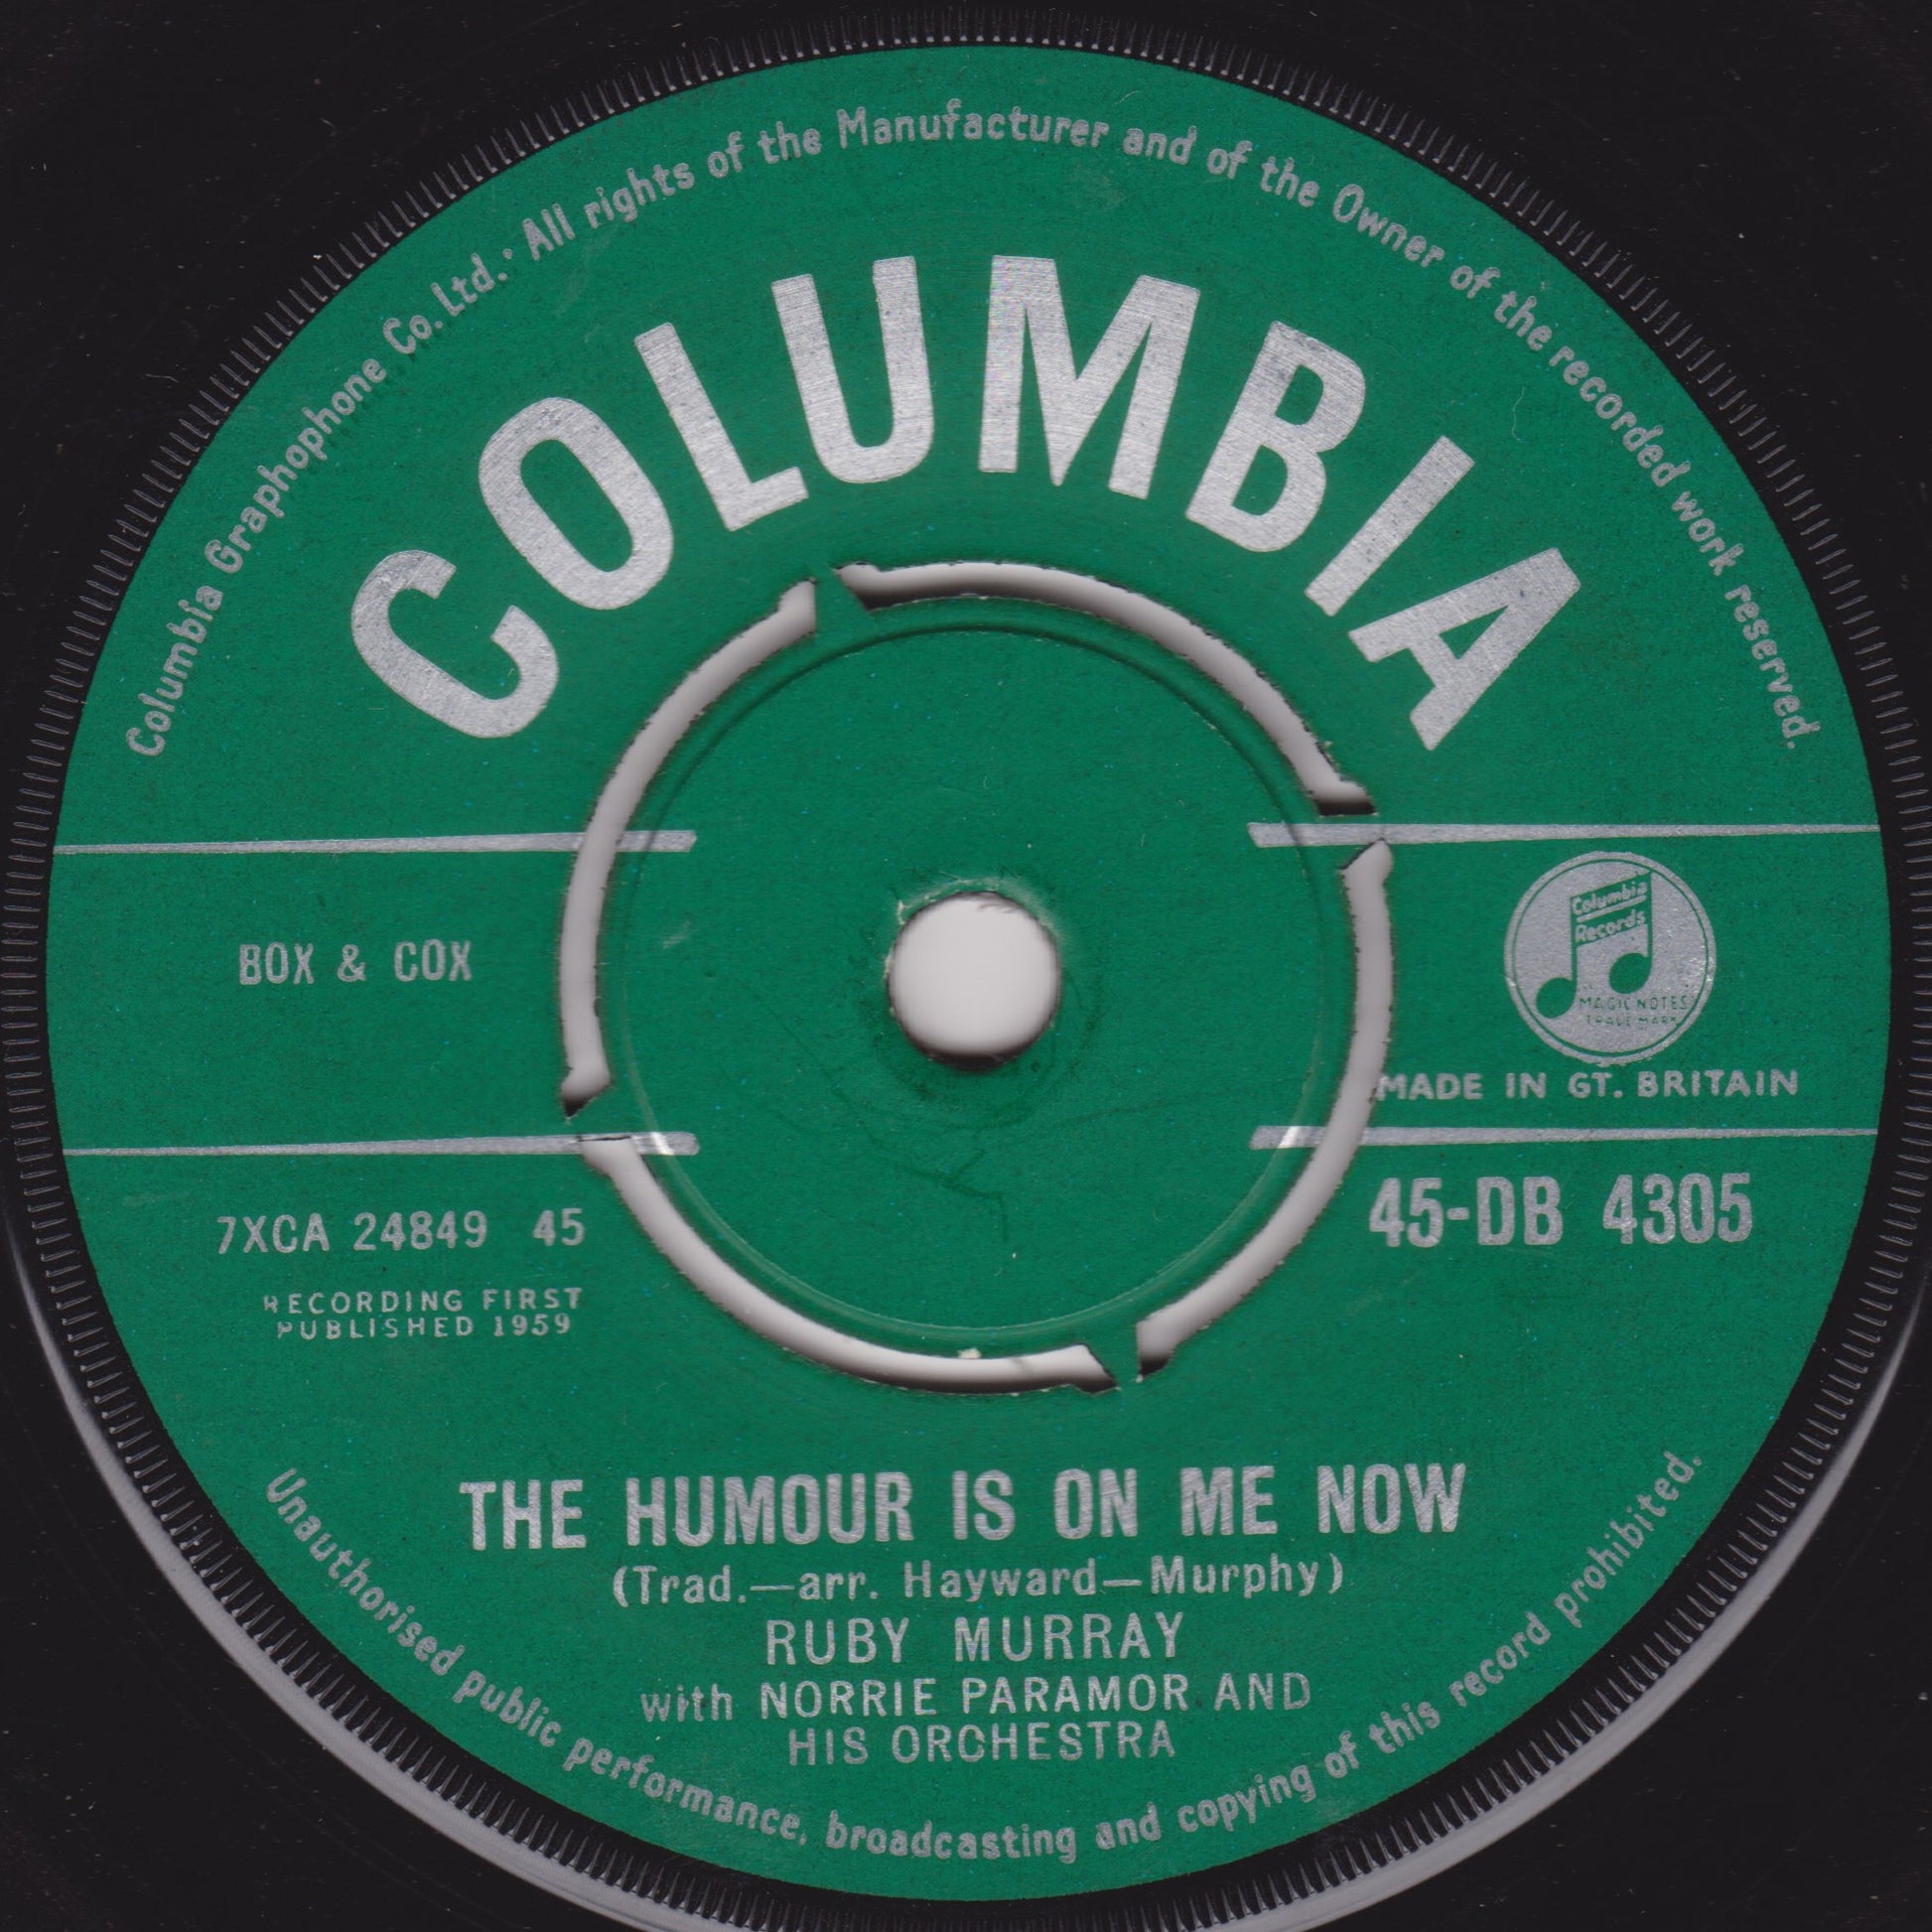 Columbia Graphophone Co. Ltd. · All rights of the Manufacturer and of the Owner of the recorded work reserved.
COLUMBIA
BOX & COX
Columbia
Records
MAGIC NOTES
TRADE MARK
MADE IN GT. BRITAIN
7XCA 24849 45
45-DB 4305
RECORDING FIRST
PUBLISHED 1959
THE HUMOUR IS ON ME NOW
(Trad.—arr. Hayward—Murphy)
RUBY MURRAY
with NORRIE PARAMOR AND
HIS ORCHESTRA
Unauthorised public performance, broadcasting and copying of this record prohibited.